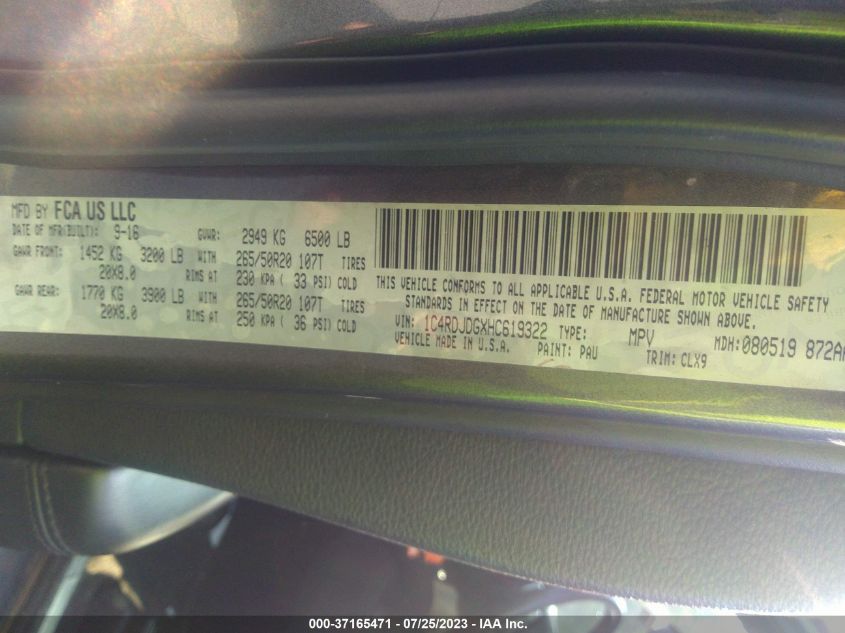 MFD BY FCA US LLC
DATE OF MFR(BUILT): 9-16 GVWR: 2949 KG 6500 LB
GAWR FRONT: 1452 KG 3200 LB WITH 265/50R20 107T TIRES
20X8.0 RIMS AT 230 KPA ( 33 PSI) COLD
GAWR REAR: 1770 KG 3900 LB WITH 265/50R20 107T TIRES
20X8.0 RIMS AT 250 KPA ( 36 PSI) COLD
THIS VEHICLE CONFORMS TO ALL APPLICABLE U.S.A. FEDERAL MOTOR VEHICLE SAFETY
STANDARDS IN EFFECT ON THE DATE OF MANUFACTURE SHOWN ABOVE.
VIN: 1C4RDJDGXHC619322 TYPE: MPV MDH:080519 872AA
VEHICLE MADE IN U.S.A. PAINT: PAU TRIM: CLX9
000-37165471 / 07/25/2023 / IAA Inc.